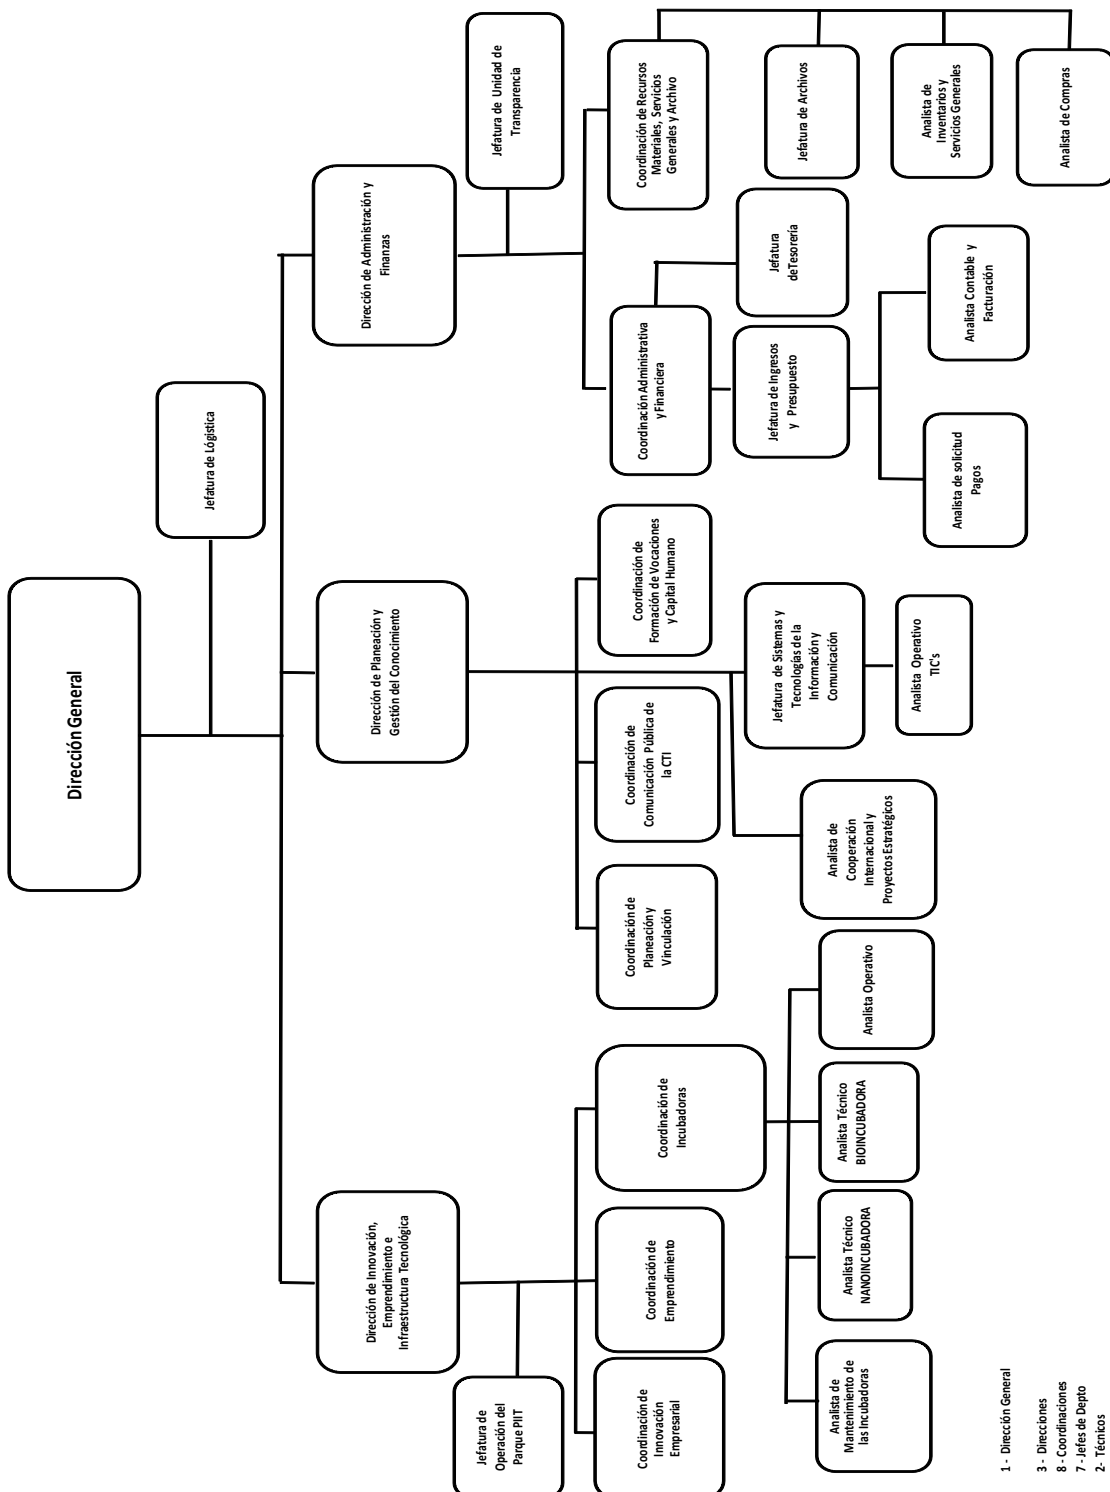 Dirección General
Jefatura de Lógistica
Dirección de Innovación,
Emprendimiento e
Infraestructura Tecnológica
Dirección de Planeación y
Gestión del Conocimiento
Dirección de Administración y
Finanzas
Jefatura de
Operación del
Parque PIIT
Jefatura de Unidad de
Transparencia
Coordinación de
Innovación
Empresarial
Coordinación de
Emprendimiento
Coordinación de
Incubadoras
Coordinación de
Planeación y
Vinculación
Coordinación de
Comunicación Pública de
la CTI
Coordinación de
Formación de Vocaciones
y Capital Humano
Coordinación Administrativa
y Financiera
Coordinación de Recursos
Materiales, Servicios
Generales y Archivo
Analista de
Mantenimiento de
las Incubadoras
Analista Técnico
NANOINCUBADORA
Analista Técnico
BIOINCUBADORA
Analista Operativo
Analista de
Cooperación
Internacional y
Proyectos Estratégicos
Jefatura de Sistemas y
Tecnologías de la
Información y
Comunicación
Analista Operativo
TIC's
Jefatura de Ingresos
y Presupuesto
Jefatura
deTesorería
Analista de solicitud
Pagos
Analista Contable y
Facturación
Jefatura de Archivos
Analista de
Inventarios y
Servicios Generales
Analista de Compras
1 - Dirección General
3 - Direcciones
8 - Coordinaciones
7 - Jefes de Depto
2- Técnicos